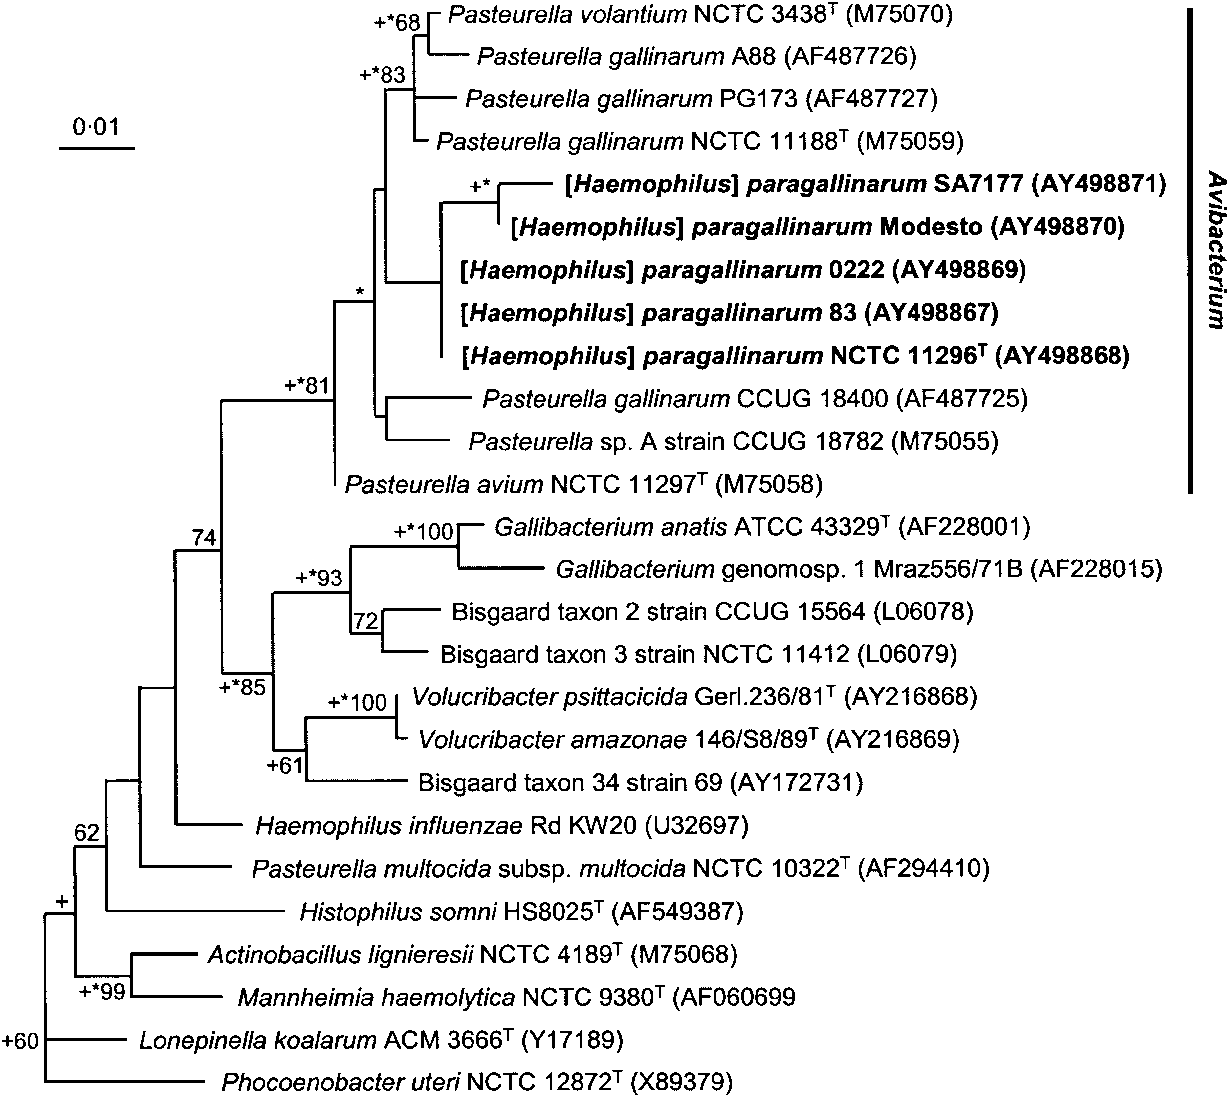 +*68
Pasteurella volantium NCTC 3438ᵀ (M75070)
Pasteurella gallinarum A88 (AF487726)
+*83
Pasteurella gallinarum PG173 (AF487727)
0·01
Pasteurella gallinarum NCTC 11188ᵀ (M75059)
+*
[Haemophilus] paragallinarum SA7177 (AY498871)
[Haemophilus] paragallinarum Modesto (AY498870)
Avibacterium
[Haemophilus] paragallinarum 0222 (AY498869)
*
[Haemophilus] paragallinarum 83 (AY498867)
[Haemophilus] paragallinarum NCTC 11296ᵀ (AY498868)
+*81
Pasteurella gallinarum CCUG 18400 (AF487725)
Pasteurella sp. A strain CCUG 18782 (M75055)
Pasteurella avium NCTC 11297ᵀ (M75058)
74
+*100
Gallibacterium anatis ATCC 43329ᵀ (AF228001)
+*93
Gallibacterium genomosp. 1 Mraz556/71B (AF228015)
Bisgaard taxon 2 strain CCUG 15564 (L06078)
72
Bisgaard taxon 3 strain NCTC 11412 (L06079)
+*85
+*100
Volucribacter psittacicida Gerl.236/81ᵀ (AY216868)
Volucribacter amazonae 146/S8/89ᵀ (AY216869)
+61
Bisgaard taxon 34 strain 69 (AY172731)
62
Haemophilus influenzae Rd KW20 (U32697)
Pasteurella multocida subsp. multocida NCTC 10322ᵀ (AF294410)
+
Histophilus somni HS8025ᵀ (AF549387)
Actinobacillus lignieresii NCTC 4189ᵀ (M75068)
+*99
Mannheimia haemolytica NCTC 9380ᵀ (AF060699
+60
Lonepinella koalarum ACM 3666ᵀ (Y17189)
Phocoenobacter uteri NCTC 12872ᵀ (X89379)